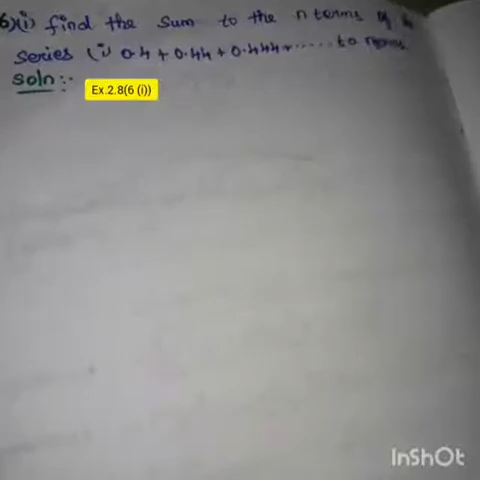 6)(i) find the sum to the n terms of
series (i) 0.4 + 0.44 + 0.444+..... to n terms
Soln:-
Ex.2.8(6 (i))
InShOt